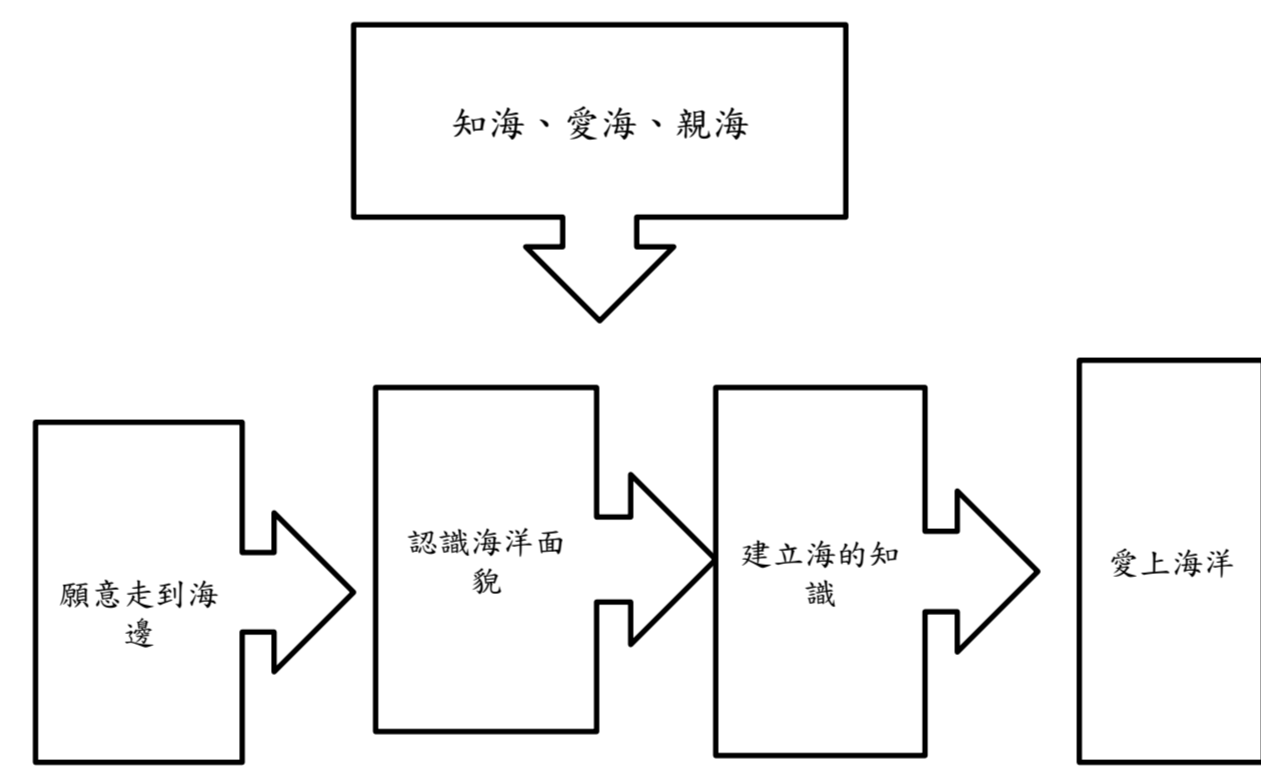 知海、愛海、親海
願意走到海
邊
認識海洋面
貌
建立海的知
識
愛上海洋